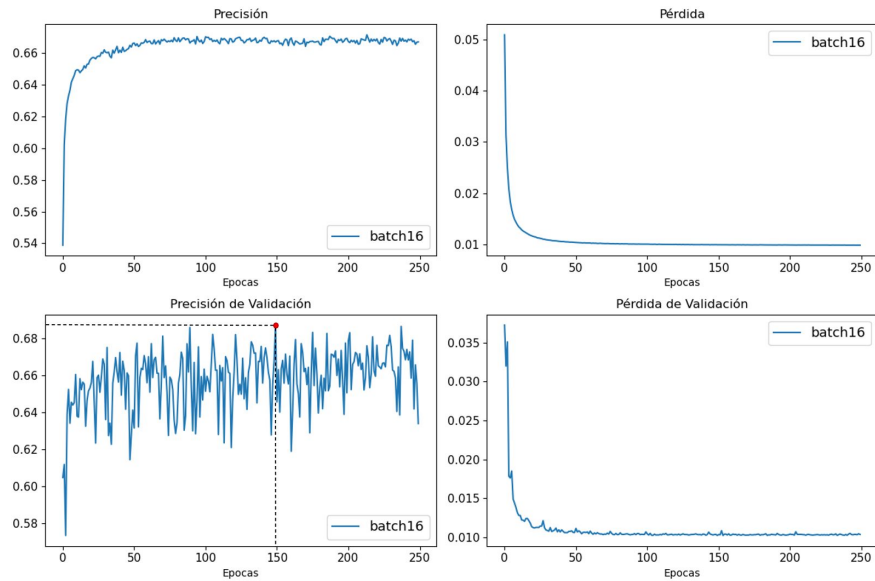 Precisión
0.66
0.64
0.62
0.60
0.58
0.56
0.54
batch16
0 50 100 150 200 250
Epocas
Pérdida
0.05
0.04
0.03
0.02
0.01
batch16
0 50 100 150 200 250
Epocas
Precisión de Validación
0.68
0.66
0.64
0.62
0.60
0.58
batch16
0 50 100 150 200 250
Epocas
Pérdida de Validación
0.035
0.030
0.025
0.020
0.015
0.010
batch16
0 50 100 150 200 250
Epocas